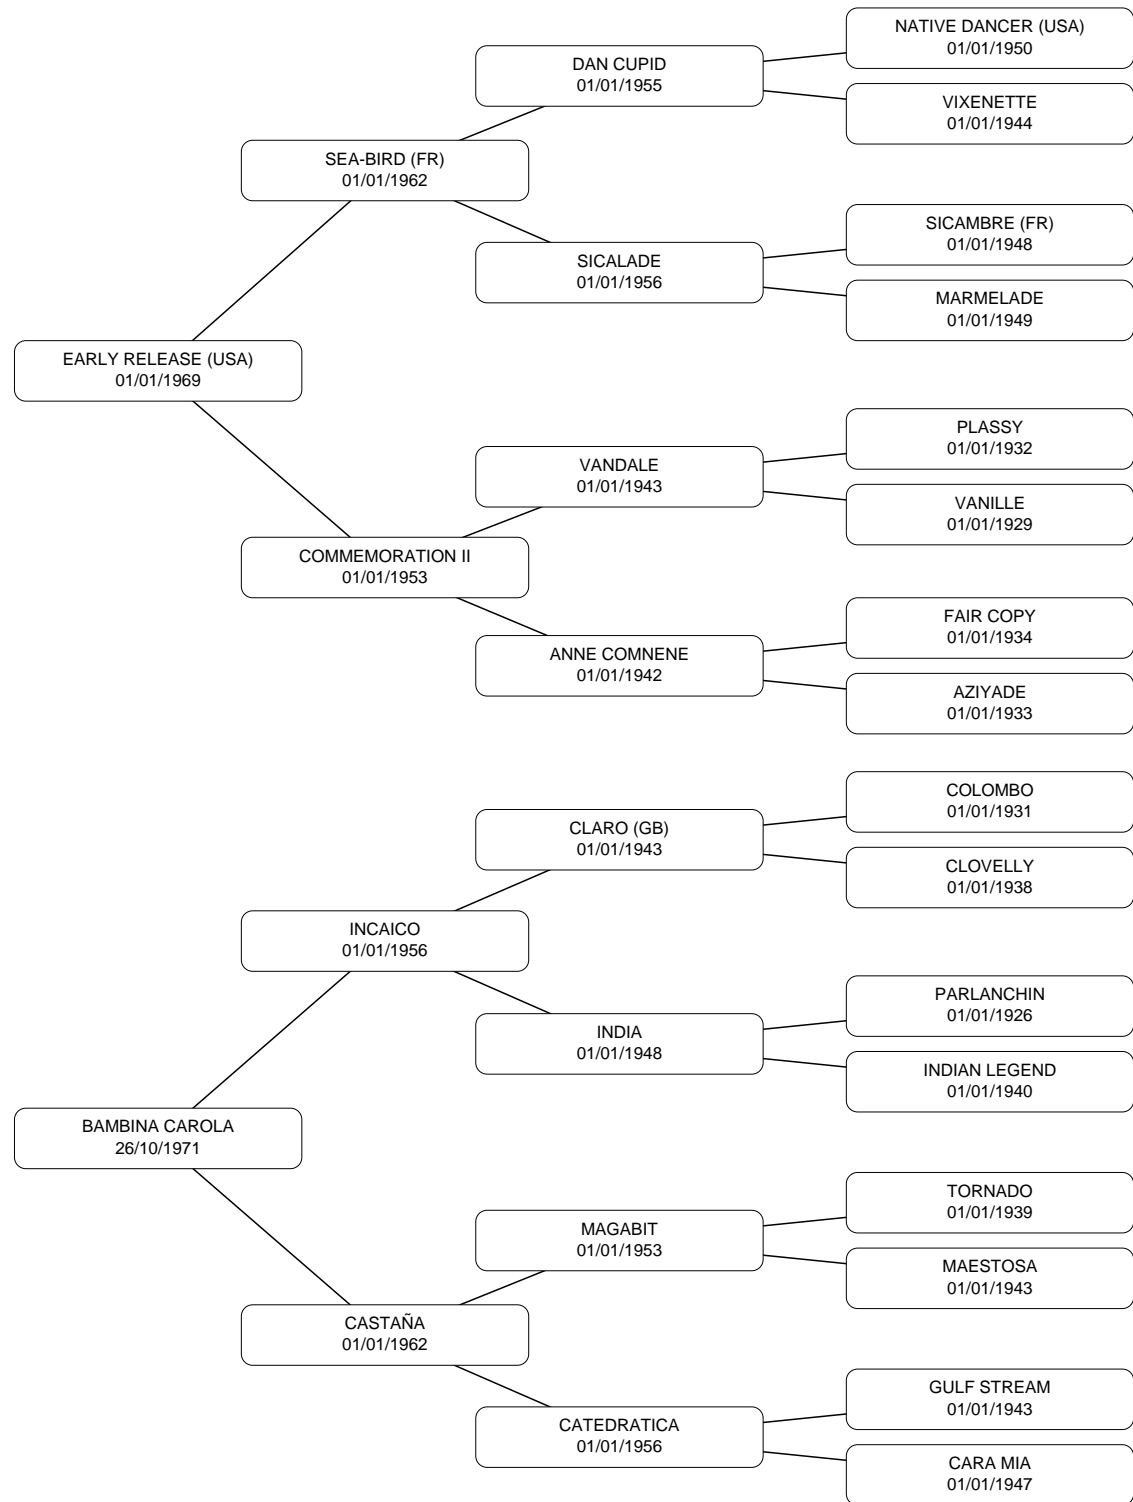 NATIVE DANCER (USA)
01/01/1950
DAN CUPID
01/01/1955
VIXENETTE
01/01/1944
SEA-BIRD (FR)
01/01/1962
SICAMBRE (FR)
01/01/1948
SICALADE
01/01/1956
MARMELADE
01/01/1949
EARLY RELEASE (USA)
01/01/1969
PLASSY
01/01/1932
VANDALE
01/01/1943
VANILLE
01/01/1929
COMMEMORATION II
01/01/1953
FAIR COPY
01/01/1934
ANNE COMNENE
01/01/1942
AZIYADE
01/01/1933
COLOMBO
01/01/1931
CLARO (GB)
01/01/1943
CLOVELLY
01/01/1938
INCAICO
01/01/1956
PARLANCHIN
01/01/1926
INDIA
01/01/1948
INDIAN LEGEND
01/01/1940
BAMBINA CAROLA
26/10/1971
TORNADO
01/01/1939
MAGABIT
01/01/1953
MAESTOSA
01/01/1943
CASTAÑA
01/01/1962
GULF STREAM
01/01/1943
CATEDRATICA
01/01/1956
CARA MIA
01/01/1947